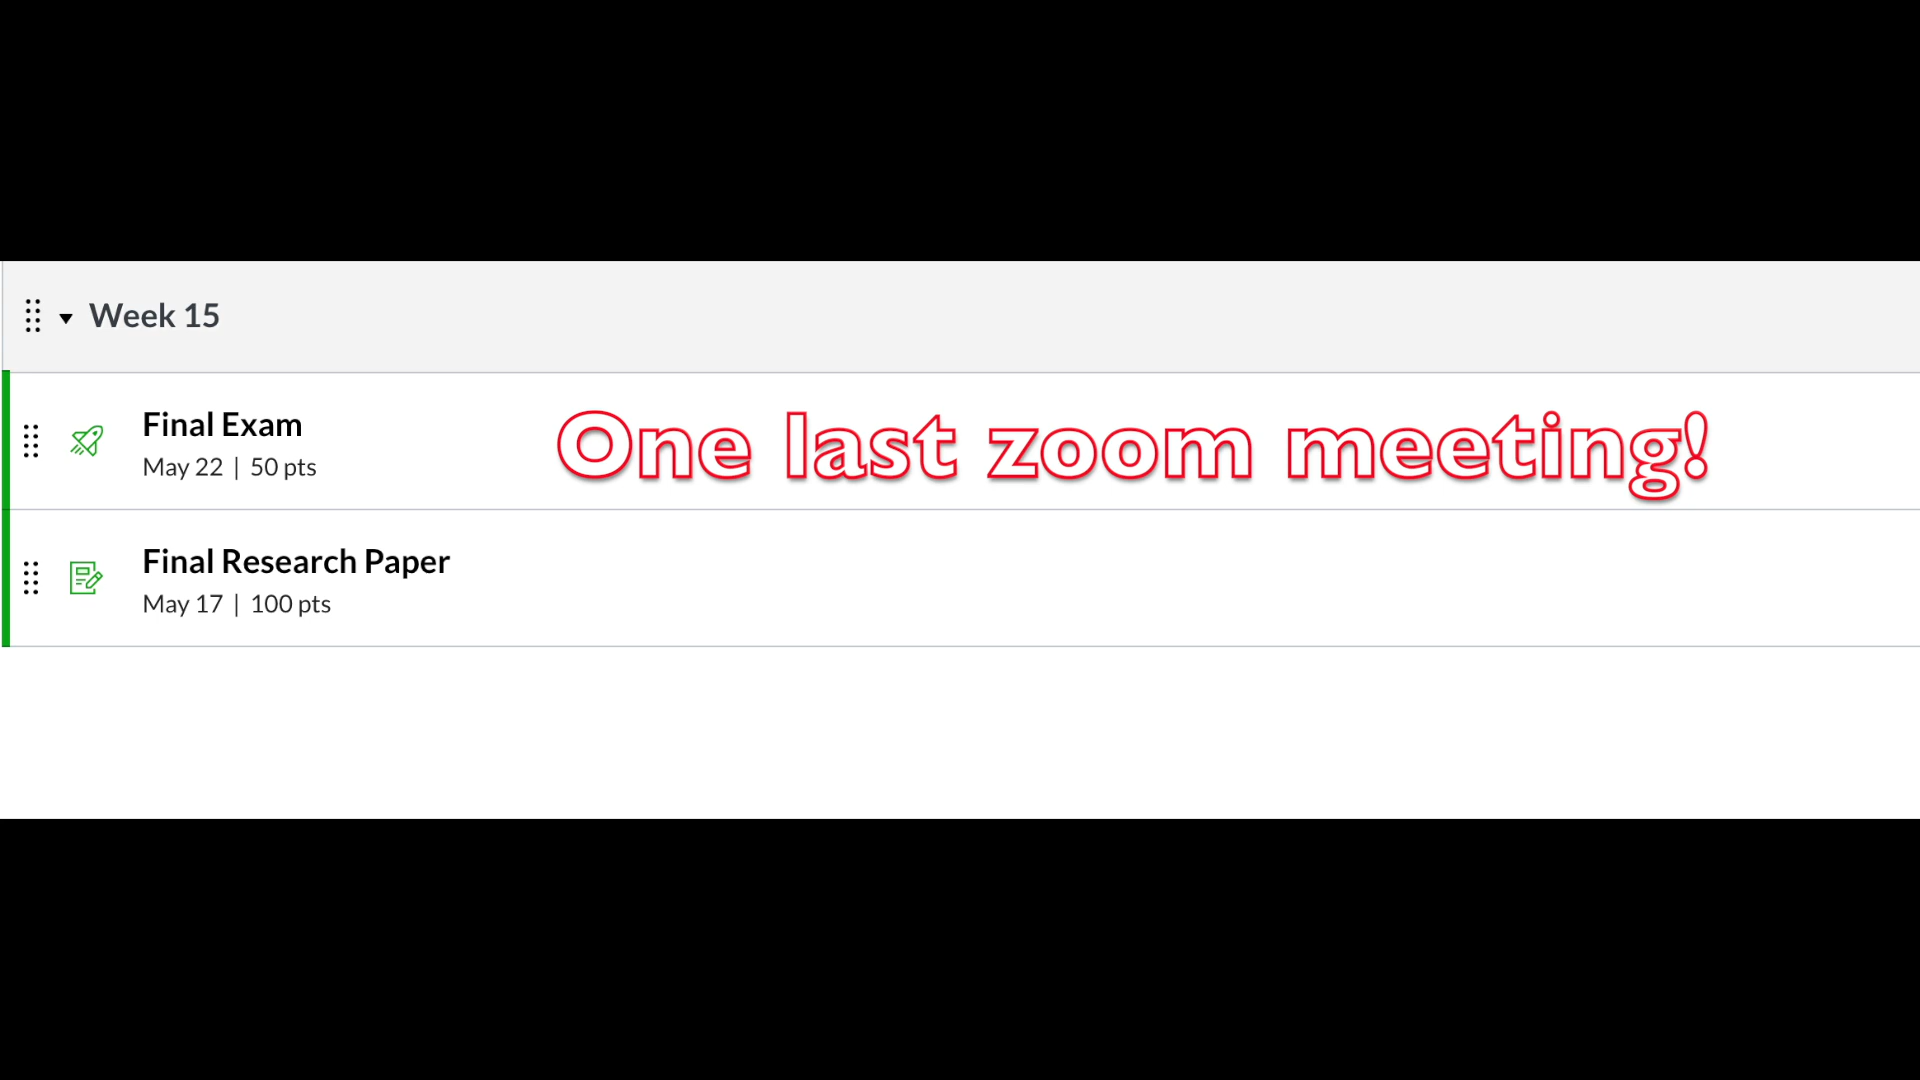 Week 15
Final Exam
One last zoom meeting!
May 22 | 50 pts
Final Research Paper
May 17 | 100 pts